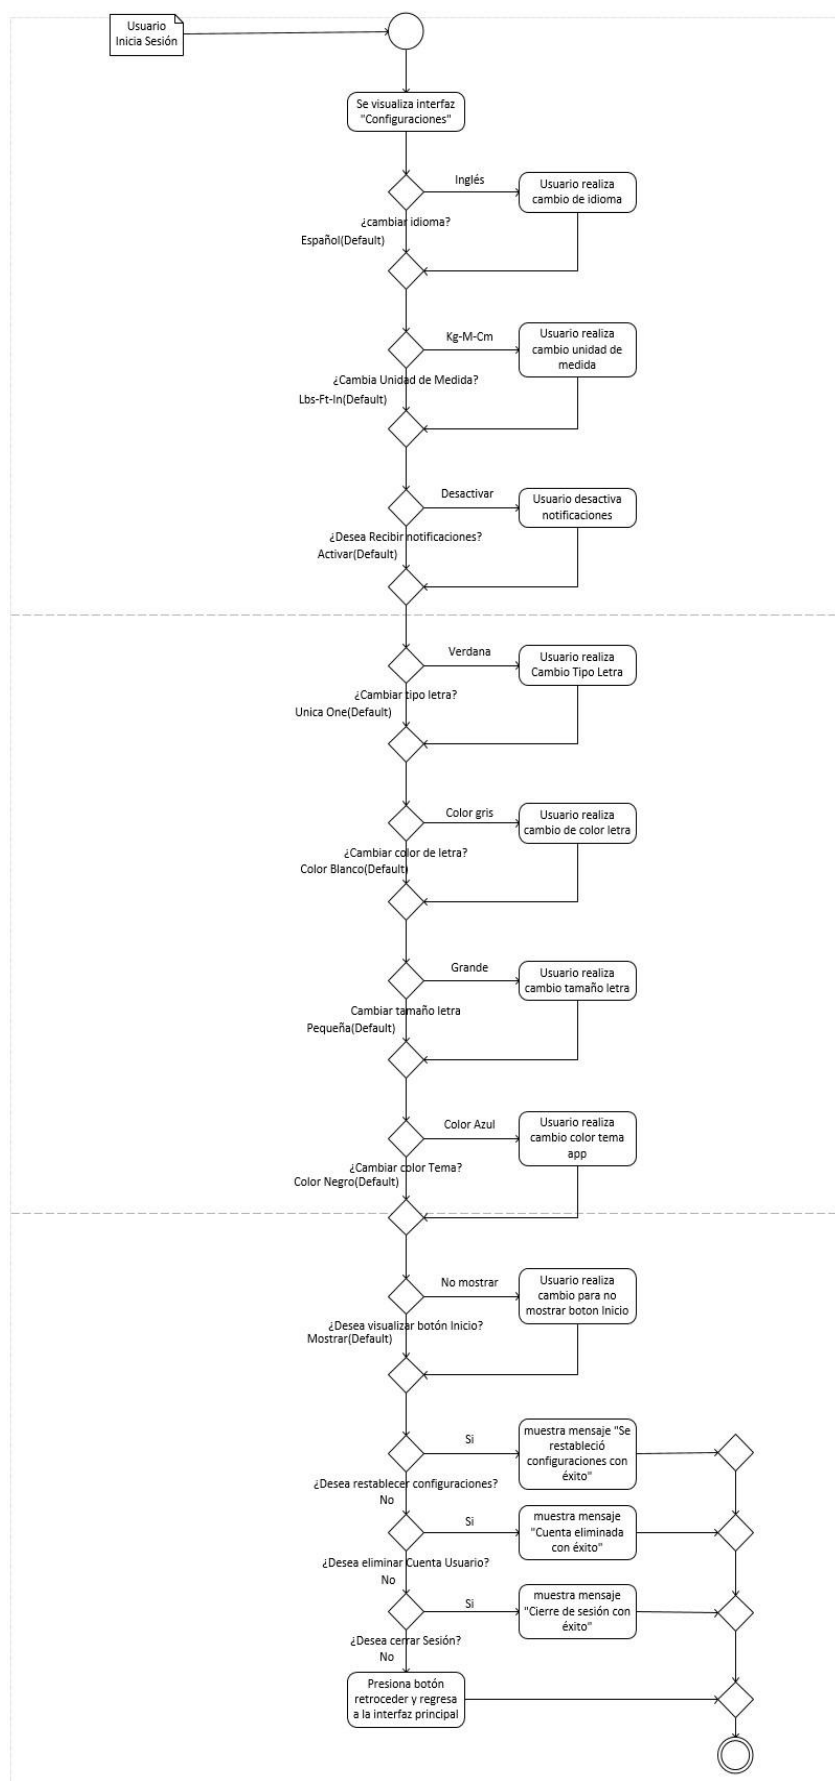 Usuario
Inicia Sesión
Se visualiza interfaz
"Configuraciones"
Inglés
Usuario realiza
cambio de idioma
¿cambiar idioma?
Español(Default)
Kg-M-Cm
Usuario realiza
cambio unidad de
medida
¿Cambia Unidad de Medida?
Lbs-Ft-In(Default)
Desactivar
Usuario desactiva
notificaciones
¿Desea Recibir notificaciones?
Activar(Default)
Verdana
Usuario realiza
Cambio Tipo Letra
¿Cambiar tipo letra?
Unica One(Default)
Color gris
Usuario realiza
cambio de color letra
¿Cambiar color de letra?
Color Blanco(Default)
Grande
Usuario realiza
cambio tamaño letra
Cambiar tamaño letra
Pequeña(Default)
Color Azul
Usuario realiza
cambio color tema
app
¿Cambiar color Tema?
Color Negro(Default)
No mostrar
Usuario realiza
cambio para no
mostrar boton Inicio
¿Desea visualizar botón Inicio?
Mostrar(Default)
Si
muestra mensaje "Se
restableció
configuraciones con
éxito"
¿Desea restablecer configuraciones?
No
Si
muestra mensaje
"Cuenta eliminada
con éxito"
¿Desea eliminar Cuenta Usuario?
No
Si
muestra mensaje
"Cierre de sesión con
éxito"
¿Desea cerrar Sesión?
No
Presiona botón
retroceder y regresa
a la interfaz principal